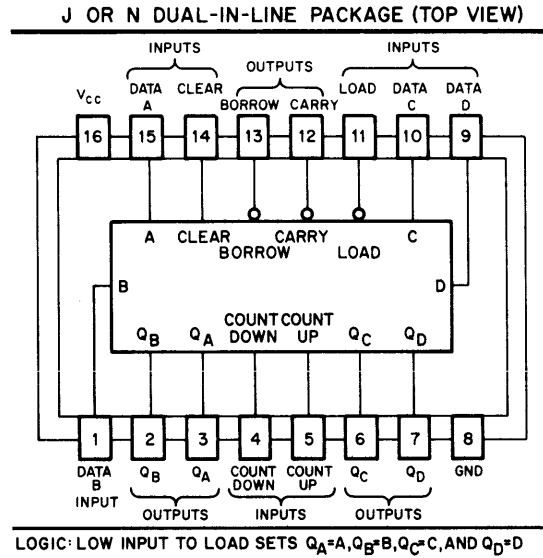 J OR N DUAL-IN-LINE PACKAGE (TOP VIEW)
INPUTS OUTPUTS INPUTS
VCC DATA A CLEAR BORROW CARRY LOAD DATA C DATA D
16 15 14 13 12 11 10 9
A CLEAR BORROW CARRY LOAD C
B D
QB QA COUNT DOWN COUNT UP QC QD
1 2 3 4 5 6 7 8
DATA B INPUT QB QA COUNT DOWN COUNT UP QC QD GND
OUTPUTS INPUTS OUTPUTS
LOGIC: LOW INPUT TO LOAD SETS QA=A,QB=B,QC=C, AND QD=D